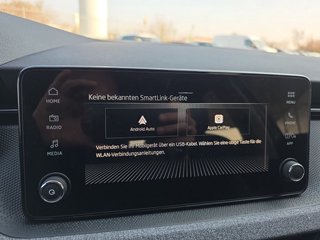 Keine bekannten SmartLink-Geräte
HOME
MENU
Android Auto
Apple CarPlay
RADIO
PHONE
MEDIA
APP
Verbinden Sie Ihr Mobilgerät über ein USB-Kabel. Wählen Sie eine obige Taste für die
WLAN-Verbindungsanleitungen.